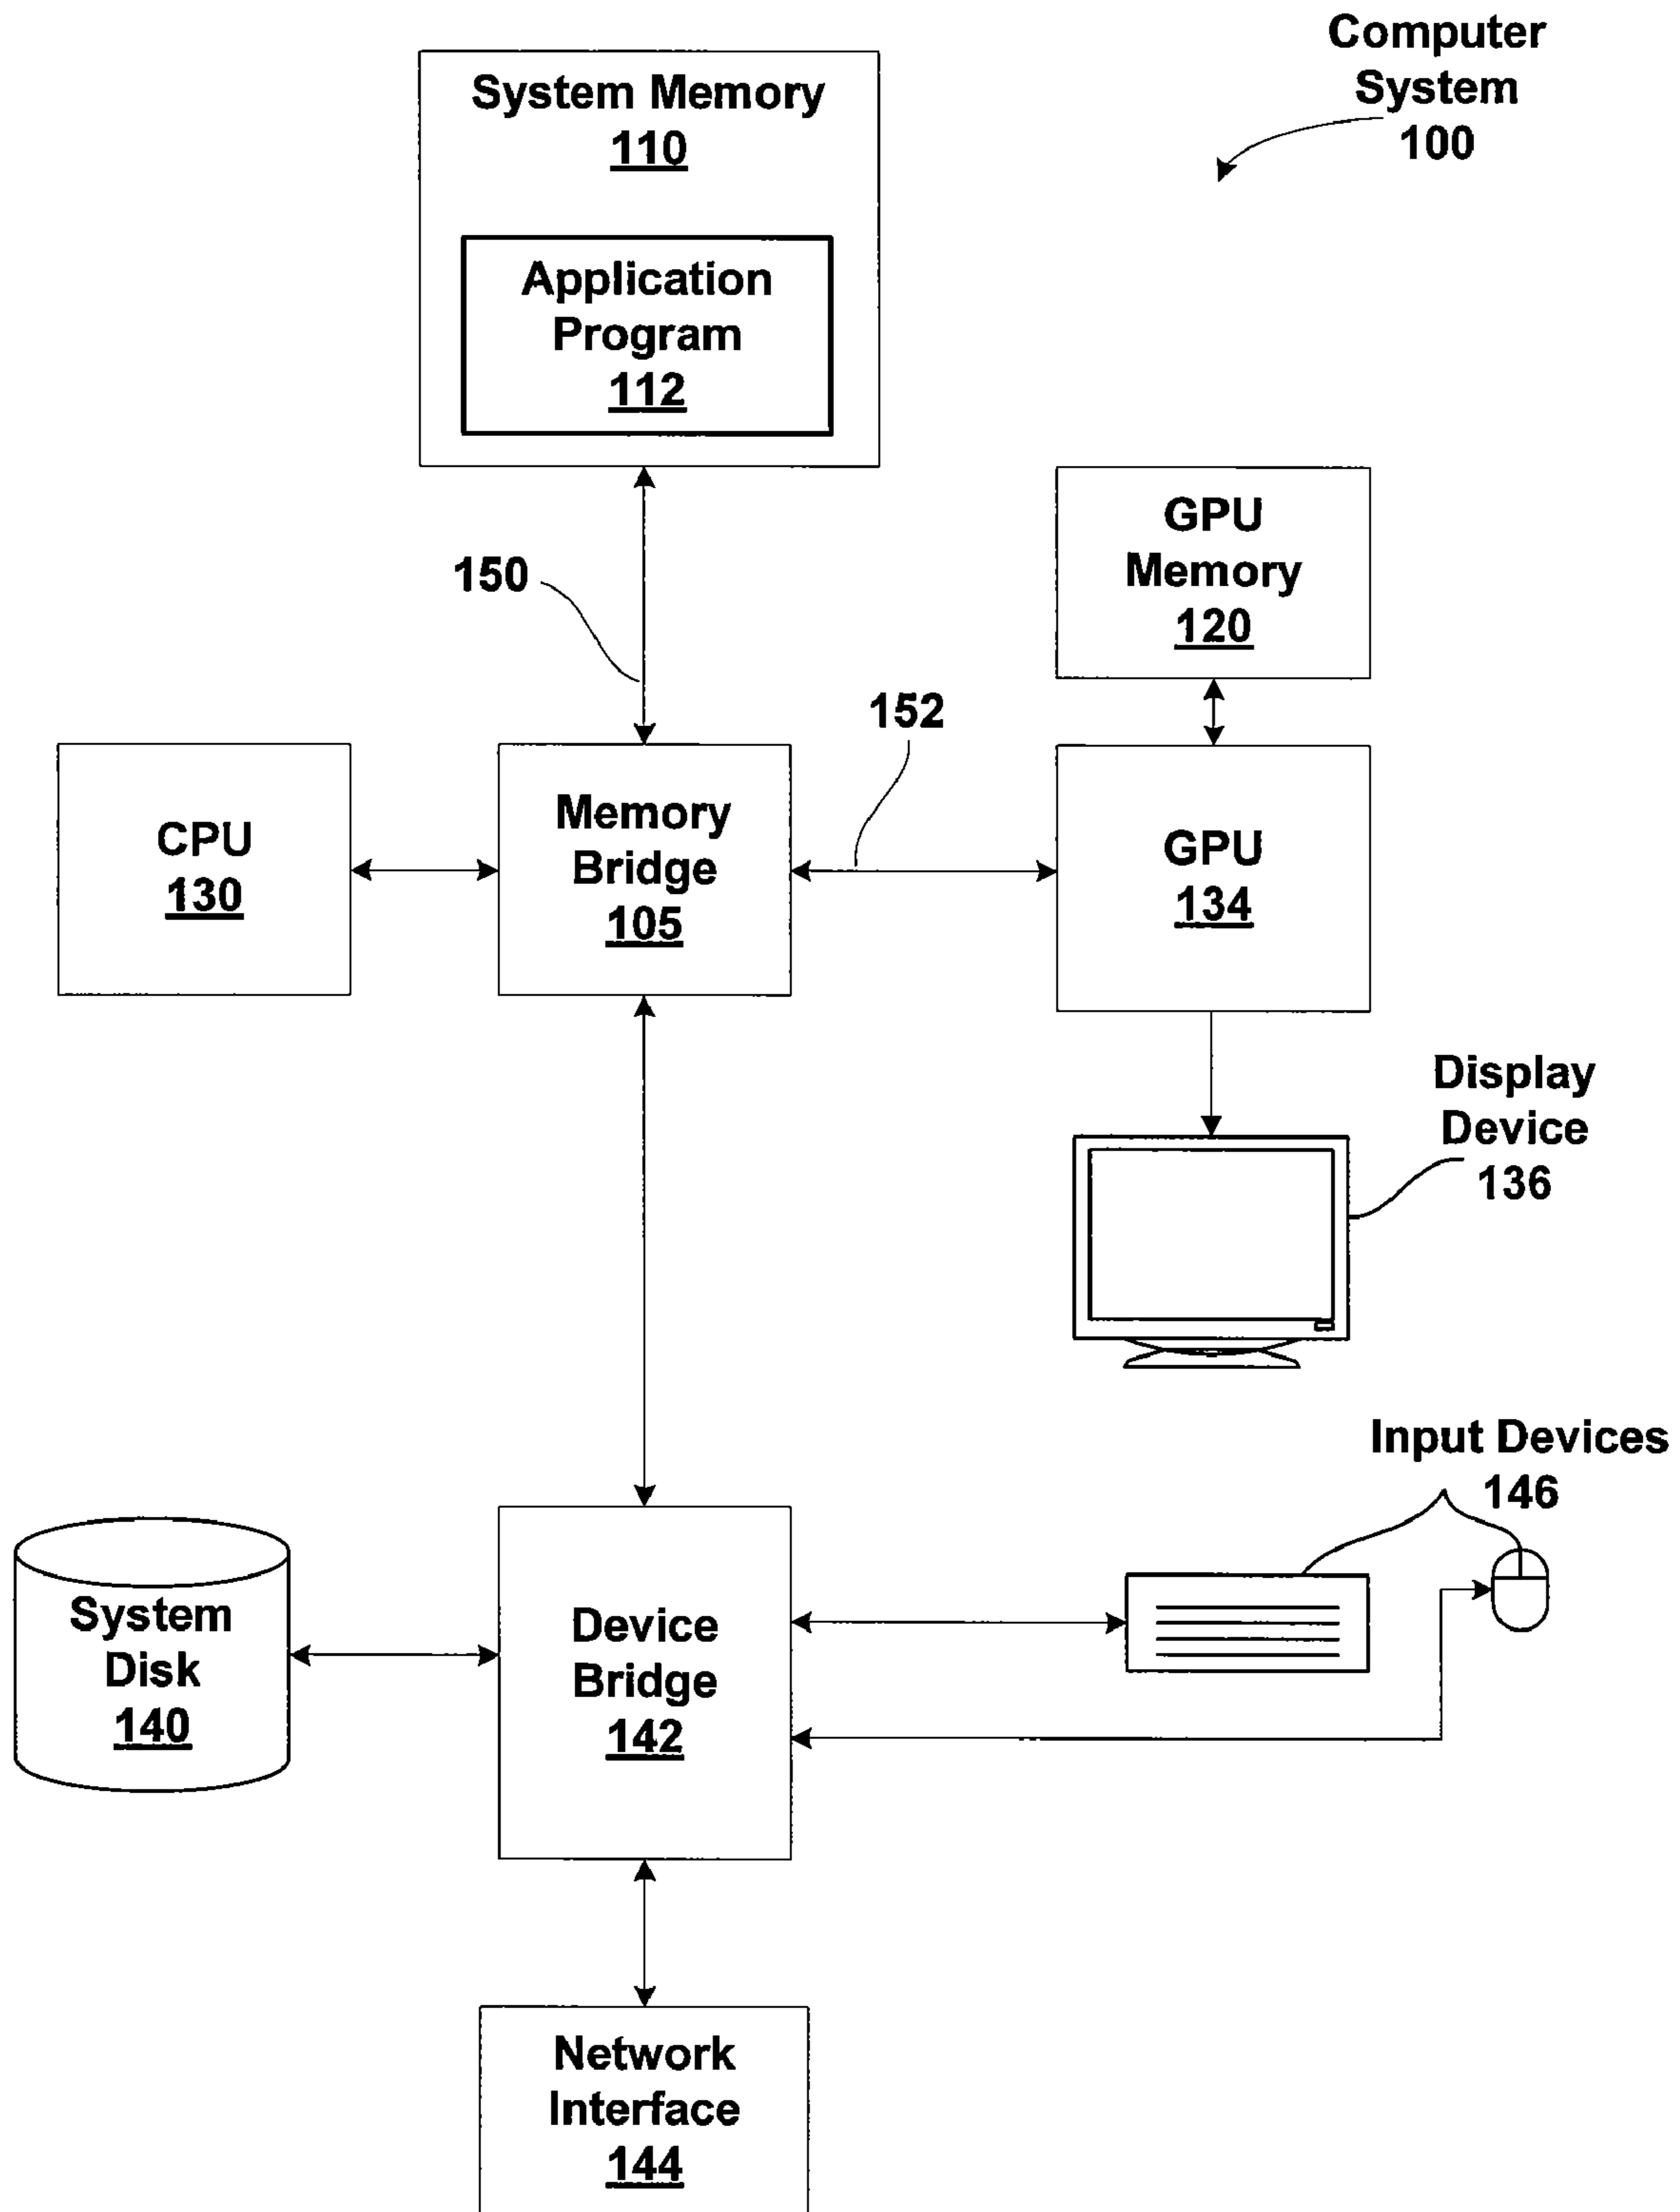 Computer
System
100
System Memory
110
Application
Program
112
GPU
Memory
120
150
152
CPU
130
Memory
Bridge
105
GPU
134
Display
Device
136
Input Devices
146
System
Disk
140
Device
Bridge
142
Network
Interface
144